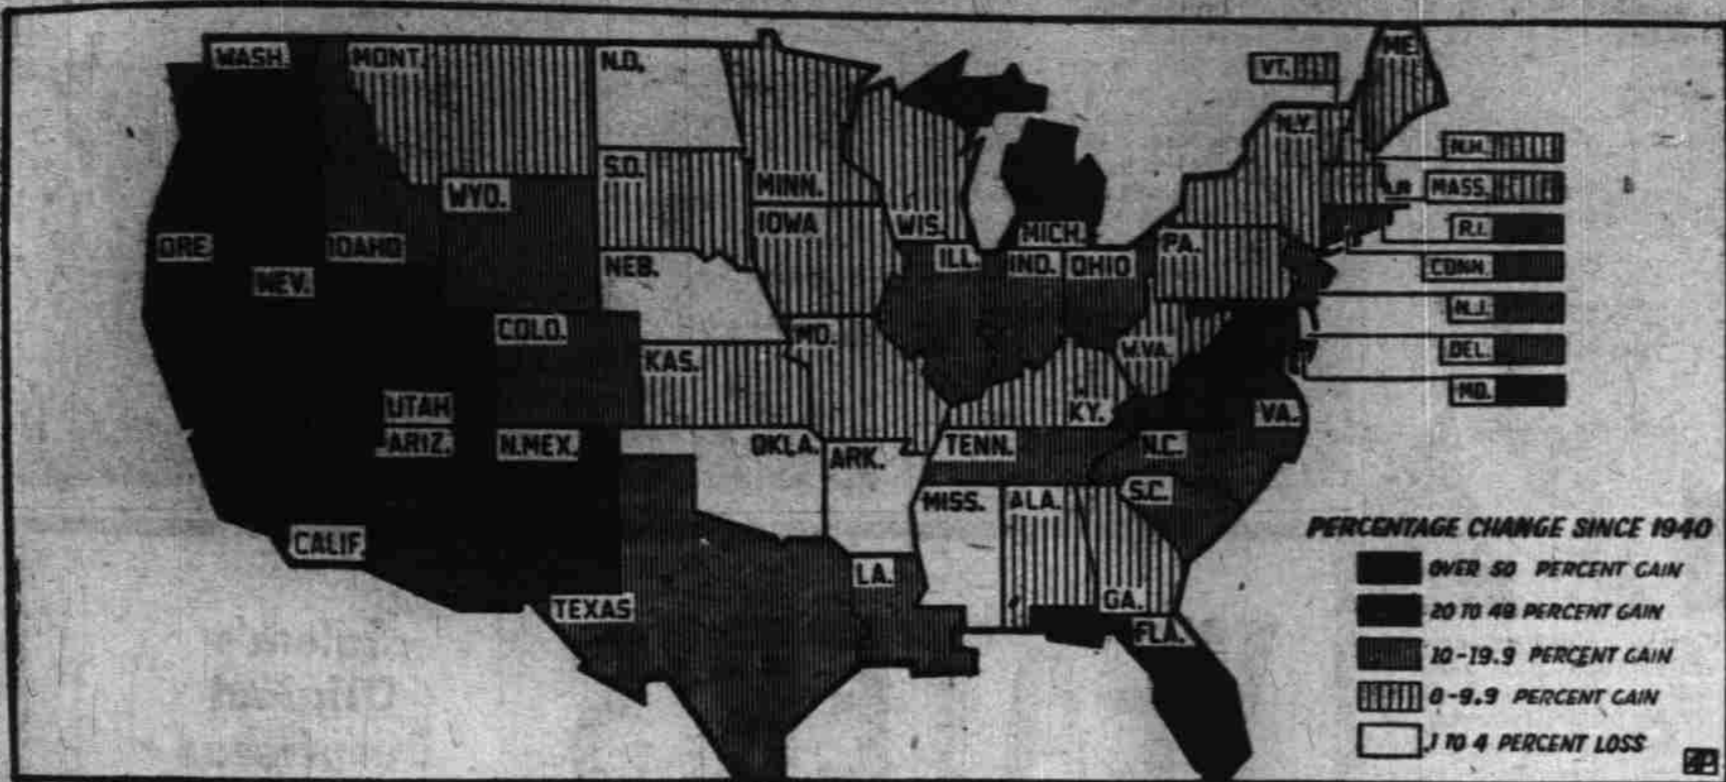 WASH.
MONT.
N.D.
ME.
VT.
N.Y.
N.H.
S.D.
MINN.
WYO.
MASS.
IOWA
WIS.
MICH.
R.I.
ORE.
IDAHO
PA.
NEB.
ILL.
IND.
OHIO
CONN.
NEV.
N.J.
COLO.
MO.
W.VA.
DEL.
KAS.
MD.
UTAH
KY.
VA.
ARIZ.
N.MEX.
OKLA.
ARK.
TENN.
N.C.
MISS.
ALA.
S.C.
CALIF.
LA.
GA.
TEXAS
FLA.
PERCENTAGE CHANGE SINCE 1940
OVER 50 PERCENT GAIN
20 TO 49 PERCENT GAIN
10-19.9 PERCENT GAIN
0-9.9 PERCENT GAIN
.1 TO 4 PERCENT LOSS
AP